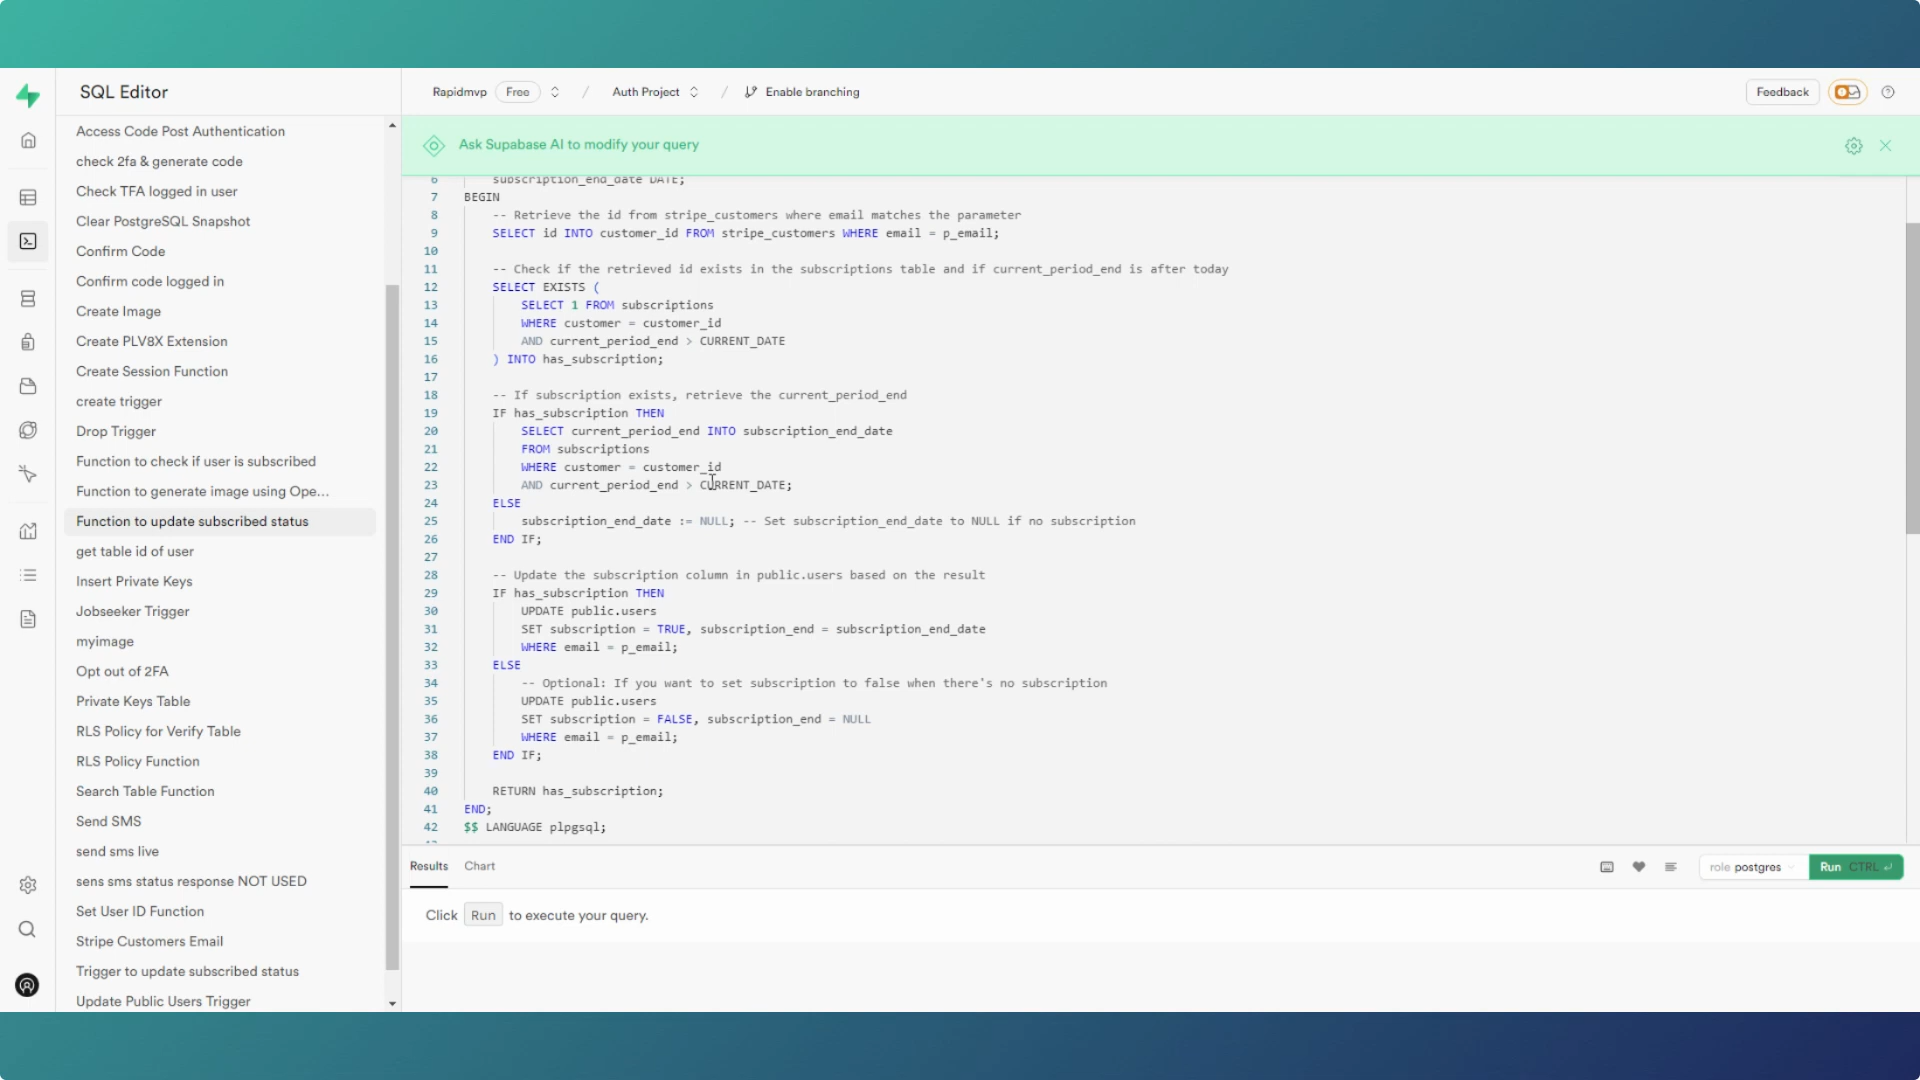 SQL Editor
Rapidmvp Free / Auth Project / Enable branching
Feedback
Access Code Post Authentication
check 2fa & generate code
Check TFA logged in user
Clear PostgreSQL Snapshot
Confirm Code
Confirm code logged in
Create Image
Create PLV8X Extension
Create Session Function
create trigger
Drop Trigger
Function to check if user is subscribed
Function to generate image using Ope...
Function to update subscribed status
get table id of user
Insert Private Keys
Jobseeker Trigger
myimage
Opt out of 2FA
Private Keys Table
RLS Policy for Verify Table
RLS Policy Function
Search Table Function
Send SMS
send sms live
sens sms status response NOT USED
Set User ID Function
Stripe Customers Email
Trigger to update subscribed status
Update Public Users Trigger
Ask Supabase AI to modify your query
6 subscription_end_date DATE;
7 BEGIN
8 -- Retrieve the id from stripe_customers where email matches the parameter
9 SELECT id INTO customer_id FROM stripe_customers WHERE email = p_email;
10
11 -- Check if the retrieved id exists in the subscriptions table and if current_period_end is after today
12 SELECT EXISTS (
13 SELECT 1 FROM subscriptions
14 WHERE customer = customer_id
15 AND current_period_end > CURRENT_DATE
16 ) INTO has_subscription;
17
18 -- If subscription exists, retrieve the current_period_end
19 IF has_subscription THEN
20 SELECT current_period_end INTO subscription_end_date
21 FROM subscriptions
22 WHERE customer = customer_id
23 AND current_period_end > CURRENT_DATE;
24 ELSE
25 subscription_end_date := NULL; -- Set subscription_end_date to NULL if no subscription
26 END IF;
27
28 -- Update the subscription column in public.users based on the result
29 IF has_subscription THEN
30 UPDATE public.users
31 SET subscription = TRUE, subscription_end = subscription_end_date
32 WHERE email = p_email;
33 ELSE
34 -- Optional: If you want to set subscription to false when there's no subscription
35 UPDATE public.users
36 SET subscription = FALSE, subscription_end = NULL
37 WHERE email = p_email;
38 END IF;
39
40 RETURN has_subscription;
41 END;
42 $$ LANGUAGE plpgsql;
Results Chart
role postgres
Run CTRL
Click Run to execute your query.